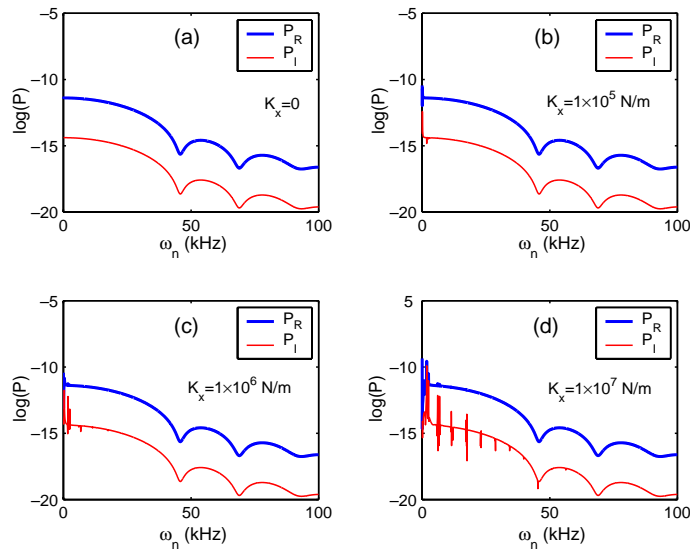 −5
(a)
P_R
P_I
−10
log(P)
K_x=0
−15
−20
0
50
100
ω_n (kHz)
−5
(b)
P_R
P_I
−10
log(P)
K_x=1×10^5 N/m
−15
−20
0
50
100
ω_n (kHz)
−5
(c)
P_R
P_I
−10
log(P)
K_x=1×10^6 N/m
−15
−20
0
50
100
ω_n (kHz)
5
(d)
P_R
P_I
−10
log(P)
K_x=1×10^7 N/m
−15
−20
0
50
100
ω_n (kHz)